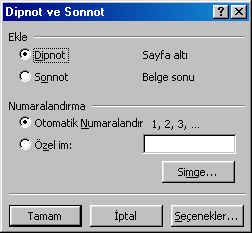 Dipnot ve Sonnot
Ekle
Dipnot Sayfa altı
Sonnot Belge sonu
Numaralandırma
Otomatik Numaralandır 1, 2, 3, ...
Özel im:
Simge...
Tamam İptal Seçenekler...